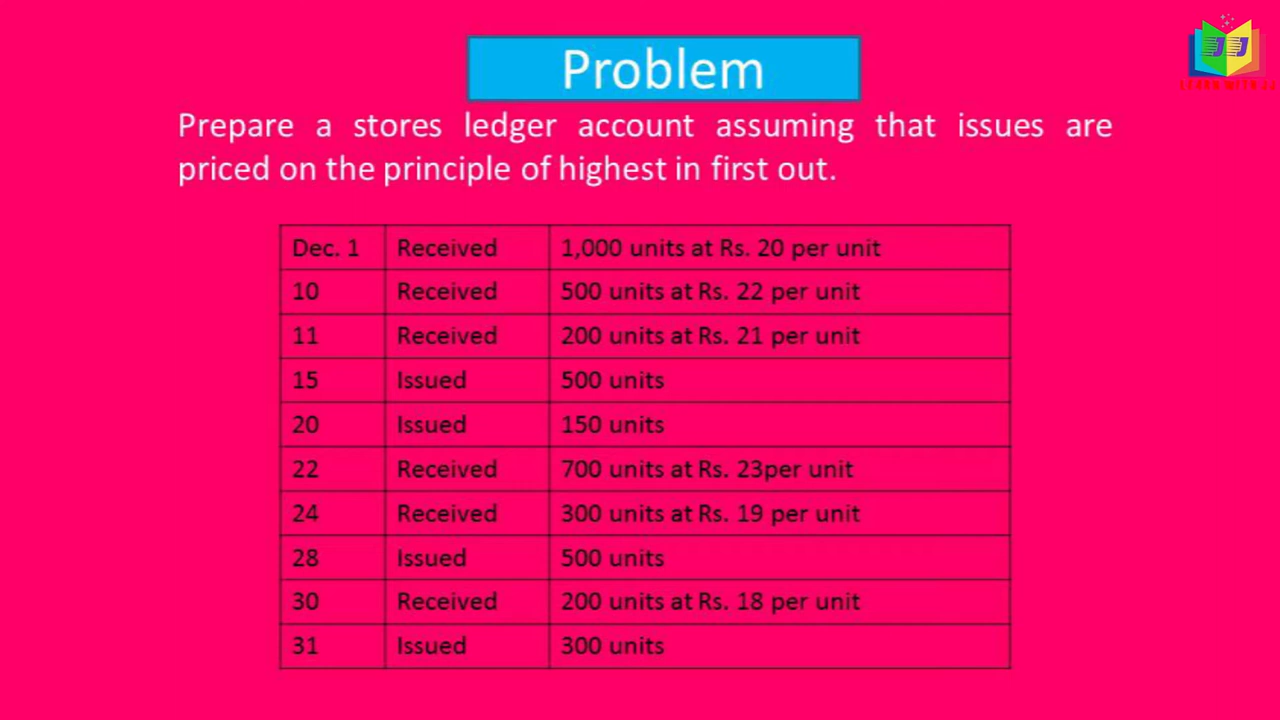 Problem
Prepare a stores ledger account assuming that issues are
priced on the principle of highest in first out.
Dec. 1 Received 1,000 units at Rs. 20 per unit
10 Received 500 units at Rs. 22 per unit
11 Received 200 units at Rs. 21 per unit
15 Issued 500 units
20 Issued 150 units
22 Received 700 units at Rs. 23per unit
24 Received 300 units at Rs. 19 per unit
28 Issued 500 units
30 Received 200 units at Rs. 18 per unit
31 Issued 300 units
JJ
LEARN WITH JJ